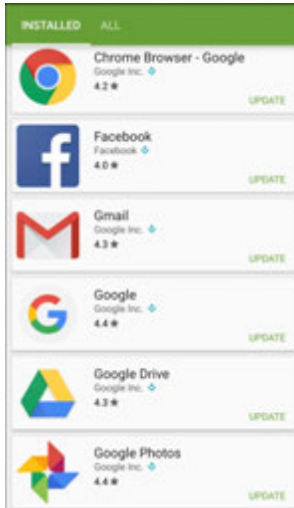 INSTALLED ALL
Chrome Browser - Google
Google Inc.
4.2
UPDATE
Facebook
Facebook
4.0
UPDATE
Gmail
Google Inc.
4.3
UPDATE
Google
Google Inc.
4.4
UPDATE
Google Drive
Google Inc.
4.3
UPDATE
Google Photos
Google Inc.
4.4
UPDATE